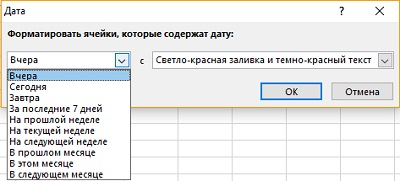 Дата ? ×
Форматировать ячейки, которые содержат дату:
Вчера с Светло-красная заливка и темно-красный текст
Вчера
Сегодня
Завтра
За последние 7 дней
На прошлой неделе
На текущей неделе
На следующей неделе
В прошлом месяце
В этом месяце
В следующем месяце
ОК Отмена